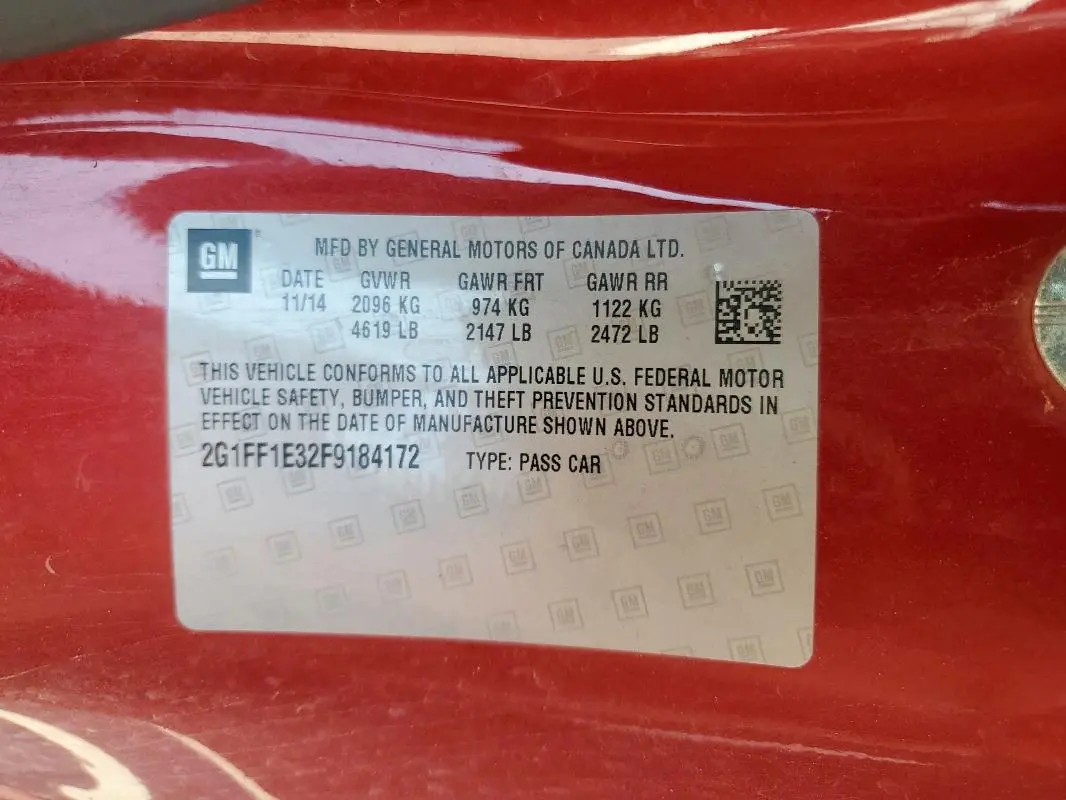 GM
MFD BY GENERAL MOTORS OF CANADA LTD.
DATE GVWR GAWR FRT GAWR RR
11/14 2096 KG 974 KG 1122 KG
4619 LB 2147 LB 2472 LB
THIS VEHICLE CONFORMS TO ALL APPLICABLE U.S. FEDERAL MOTOR
VEHICLE SAFETY, BUMPER, AND THEFT PREVENTION STANDARDS IN
EFFECT ON THE DATE OF MANUFACTURE SHOWN ABOVE.
2G1FF1E32F9184172 TYPE: PASS CAR